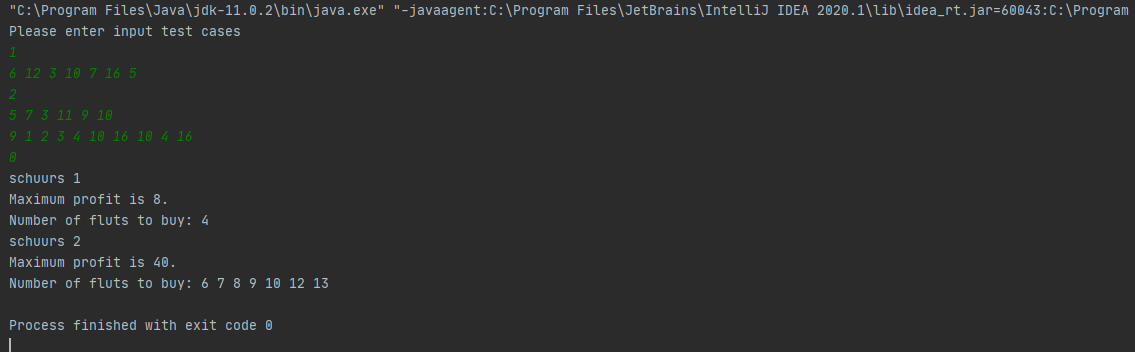 "C:\Program Files\Java\jdk-11.0.2\bin\java.exe" "-javaagent:C:\Program Files\JetBrains\IntelliJ IDEA 2020.1\lib\idea_rt.jar=60043:C:\Program
Please enter input test cases
1
6 12 3 10 7 16 5
2
5 7 3 11 9 10
9 1 2 3 4 10 16 10 4 16
0
schuurs 1
Maximum profit is 8.
Number of fluts to buy: 4
schuurs 2
Maximum profit is 40.
Number of fluts to buy: 6 7 8 9 10 12 13
Process finished with exit code 0